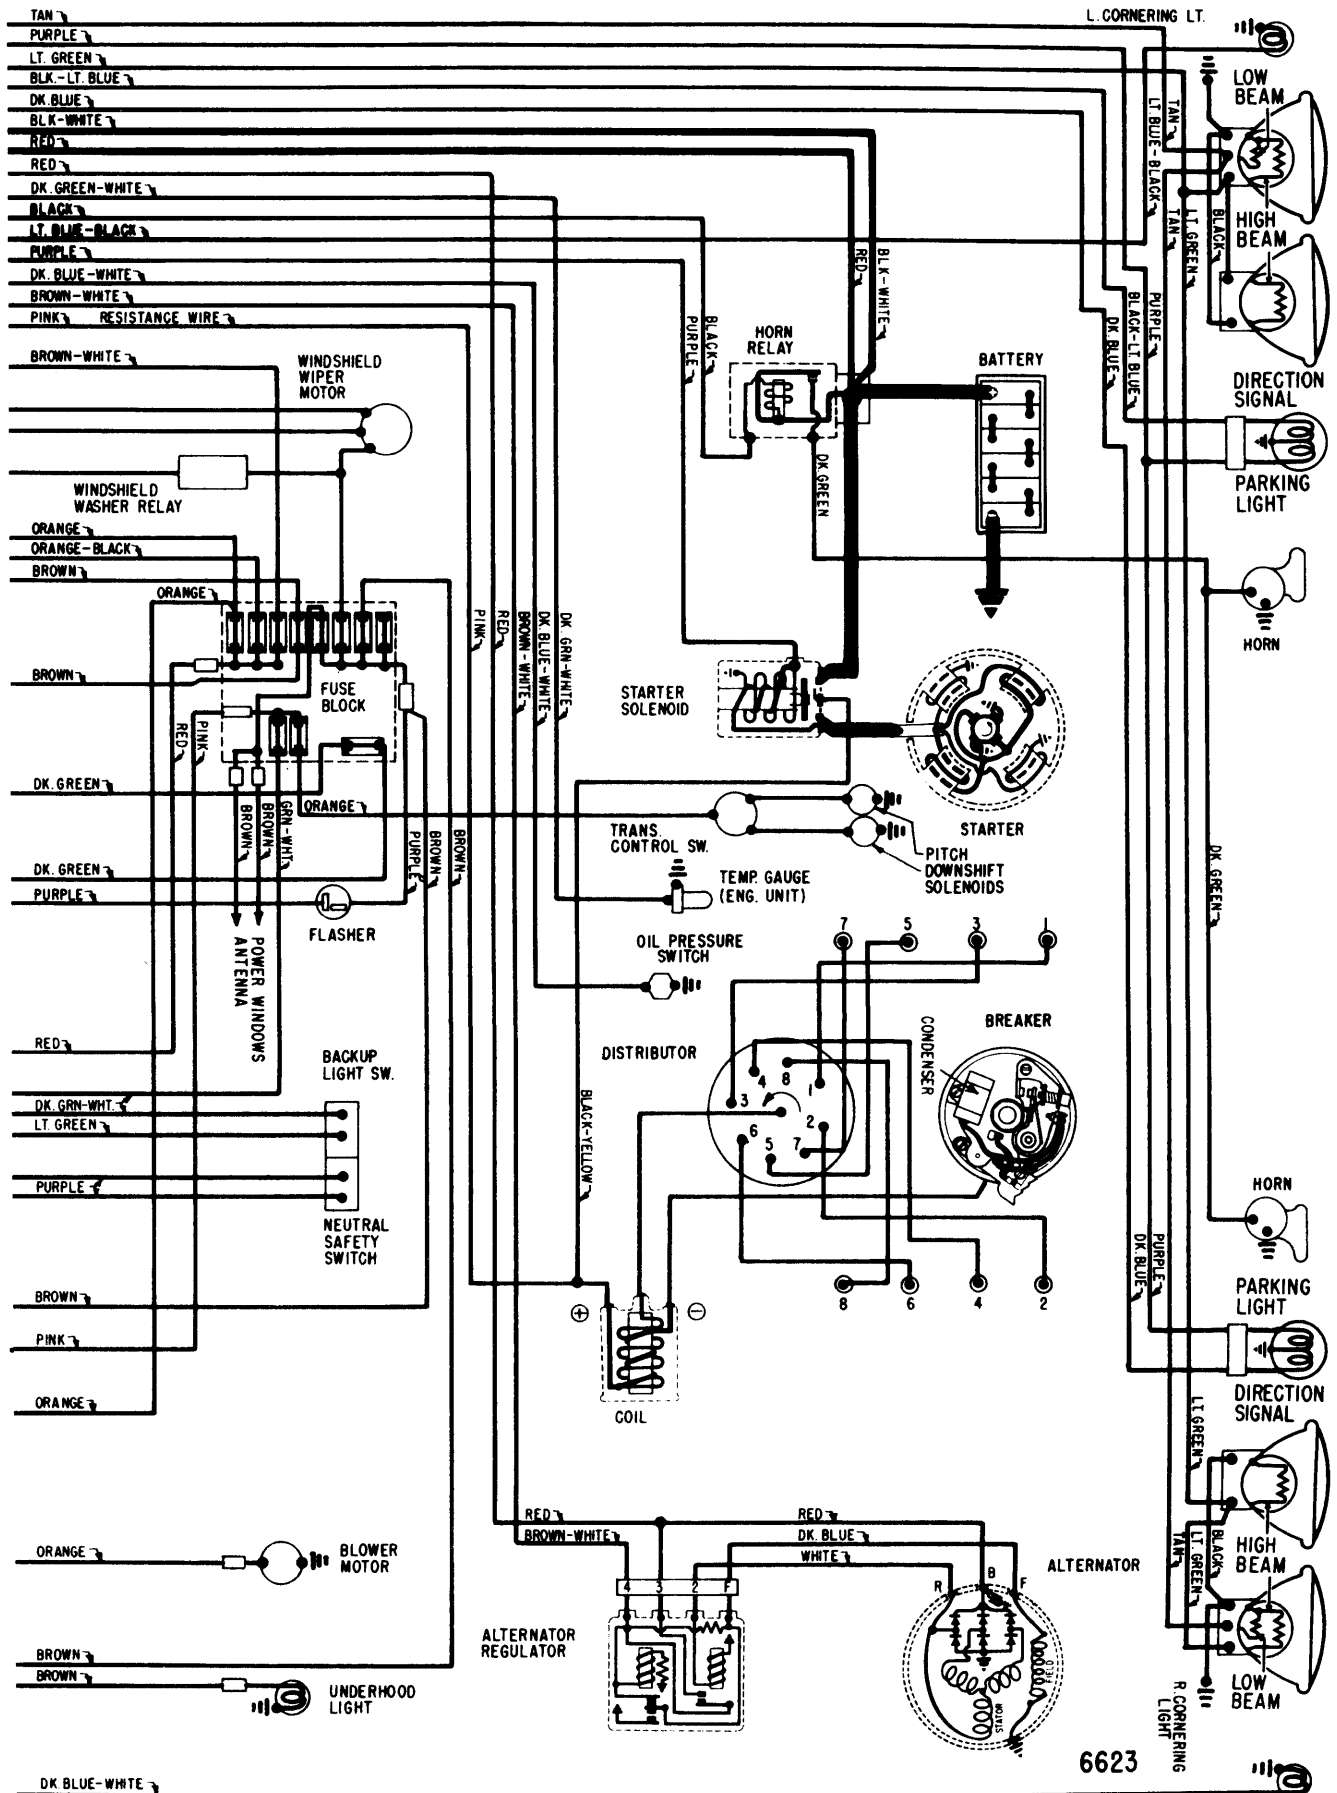 TAN
PURPLE
LT. GREEN
BLK.-LT. BLUE
DK.BLUE
BLK-WHITE
RED
RED
DK. GREEN-WHITE
BLACK
LT. BLUE-BLACK
PURPLE
DK. BLUE-WHITE
BROWN-WHITE
PINK RESISTANCE WIRE
BROWN-WHITE
L. CORNERING LT.
LOW
BEAM
TAN
LT. BLUE-BLACK
TAN
LT. GREEN
BLACK
HIGH
BEAM
RED
BLK-WHITE
PURPLE
BLACK
DK. BLUE
BLACK-LT. BLUE
PURPLE
WINDSHIELD
WIPER
MOTOR
HORN
RELAY
BATTERY
DIRECTION
SIGNAL
PARKING
LIGHT
DK. GREEN
WINDSHIELD
WASHER RELAY
ORANGE
ORANGE-BLACK
BROWN
ORANGE
BROWN
FUSE
BLOCK
RED
PINK
PINK
RED
BROWN-WHITE
DK. BLUE-WHITE
DK. GRN-WHITE
STARTER
SOLENOID
HORN
DK. GREEN
BROWN
BROWN
GRN-WHT.
ORANGE
PURPLE
BROWN
BROWN
TRANS.
CONTROL SW.
STARTER
PITCH
DOWNSHIFT
SOLENOIDS
DK. GREEN
PURPLE
FLASHER
TEMP. GAUGE
(ENG. UNIT)
OIL PRESSURE
SWITCH
DK. GREEN
ANTENNA
POWER WINDOWS
7 5 3 1
RED
BACKUP
LIGHT SW.
DISTRIBUTOR
CONDENSER
BREAKER
4 8 1
3 2
6 5 7
BLACK-YELLOW
DK. GRN-WHT.
LT. GREEN
PURPLE
NEUTRAL
SAFETY
SWITCH
HORN
DK. BLUE
PURPLE
8 6 4 2
BROWN
PINK
ORANGE
+ −
COIL
PARKING
LIGHT
DIRECTION
SIGNAL
LT. GREEN
RED
BROWN-WHITE
RED
DK. BLUE
WHITE
ALTERNATOR
R B F
TAN
LT. GREEN
BLACK
HIGH
BEAM
ORANGE
BLOWER
MOTOR
4 3 2 F
ALTERNATOR
REGULATOR
FIELD
STATOR
BROWN
BROWN
UNDERHOOD
LIGHT
LOW
BEAM
R. CORNERING
LIGHT
6623
DK BLUE-WHITE